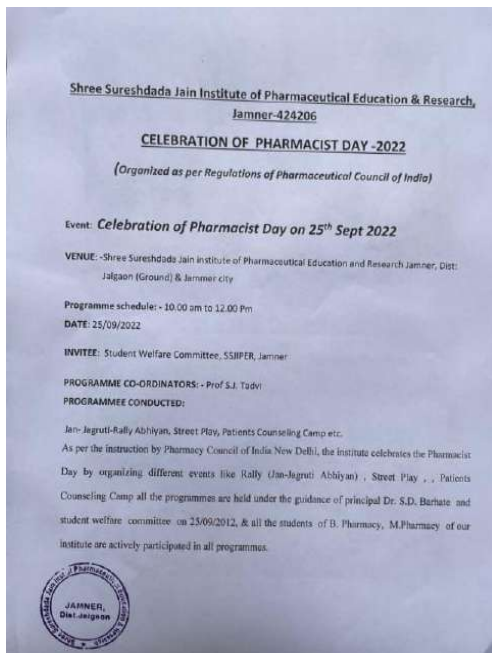 Shree Sureshdada Jain Institute of Pharmaceutical Education & Research,
Jamner-424206
CELEBRATION OF PHARMACIST DAY -2022
(Organized as per Regulations of Pharmaceutical Council of India)
Event: Celebration of Pharmacist Day on 25th Sept 2022
VENUE: -Shree Sureshdada Jain institute of Pharmaceutical Education and Research Jamner, Dist:
Jalgaon (Ground) & Jamner city
Programme schedule: - 10.00 am to 12.00 Pm
DATE: 25/09/2022
INVITEE: Student Welfare Committee, SSJIPER, Jamner
PROGRAMME CO-ORDINATORS: - Prof S.J. Tadvi
PROGRAMMEE CONDUCTED:
Jan- Jagruti-Rally Abhiyan, Street Play, Patients Counseling Camp etc.
As per the instruction by Pharmacy Council of India New Delhi, the institute celebrates the Pharmacist
Day by organizing different events like Rally (Jan-Jagruti Abhiyan) , Street Play , , Patients
Counseling Camp all the programmes are held under the guidance of principal Dr. S.D. Barhate and
student welfare committee on 25/09/2012, & all the students of B. Pharmacy, M.Pharmacy of our
institute are actively participated in all programmes.
JAMNER,
Dist.Jalgaon